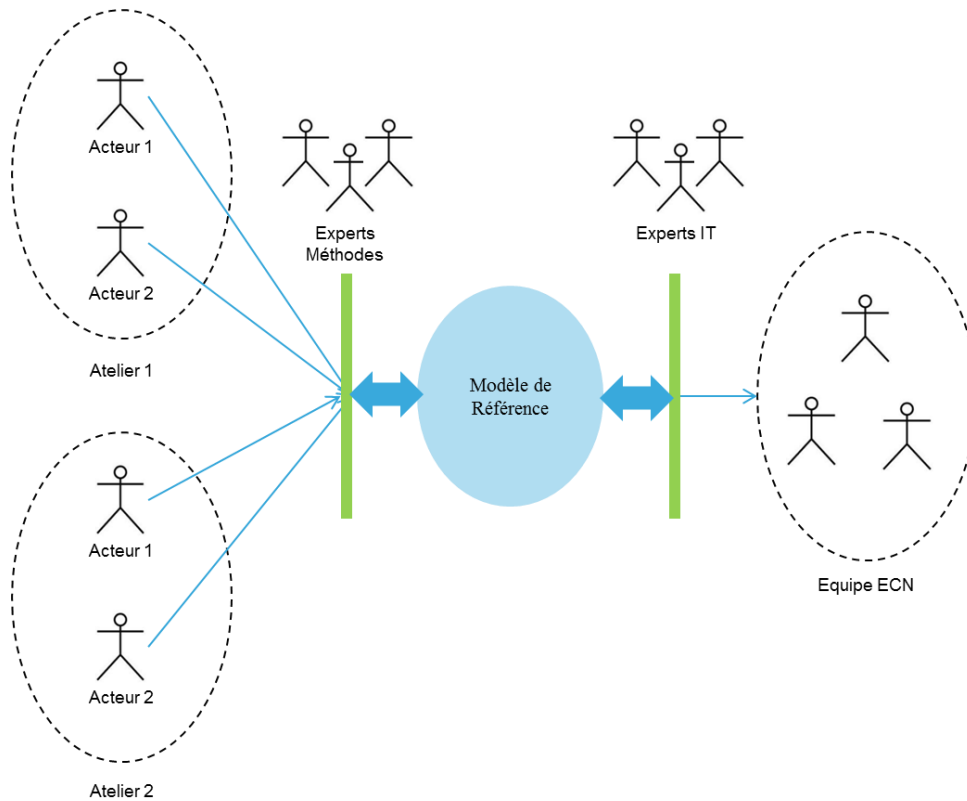 Acteur 1
Acteur 2
Atelier 1
Acteur 1
Acteur 2
Atelier 2
Experts
Méthodes
Modèle de
Référence
Experts IT
Equipe ECN